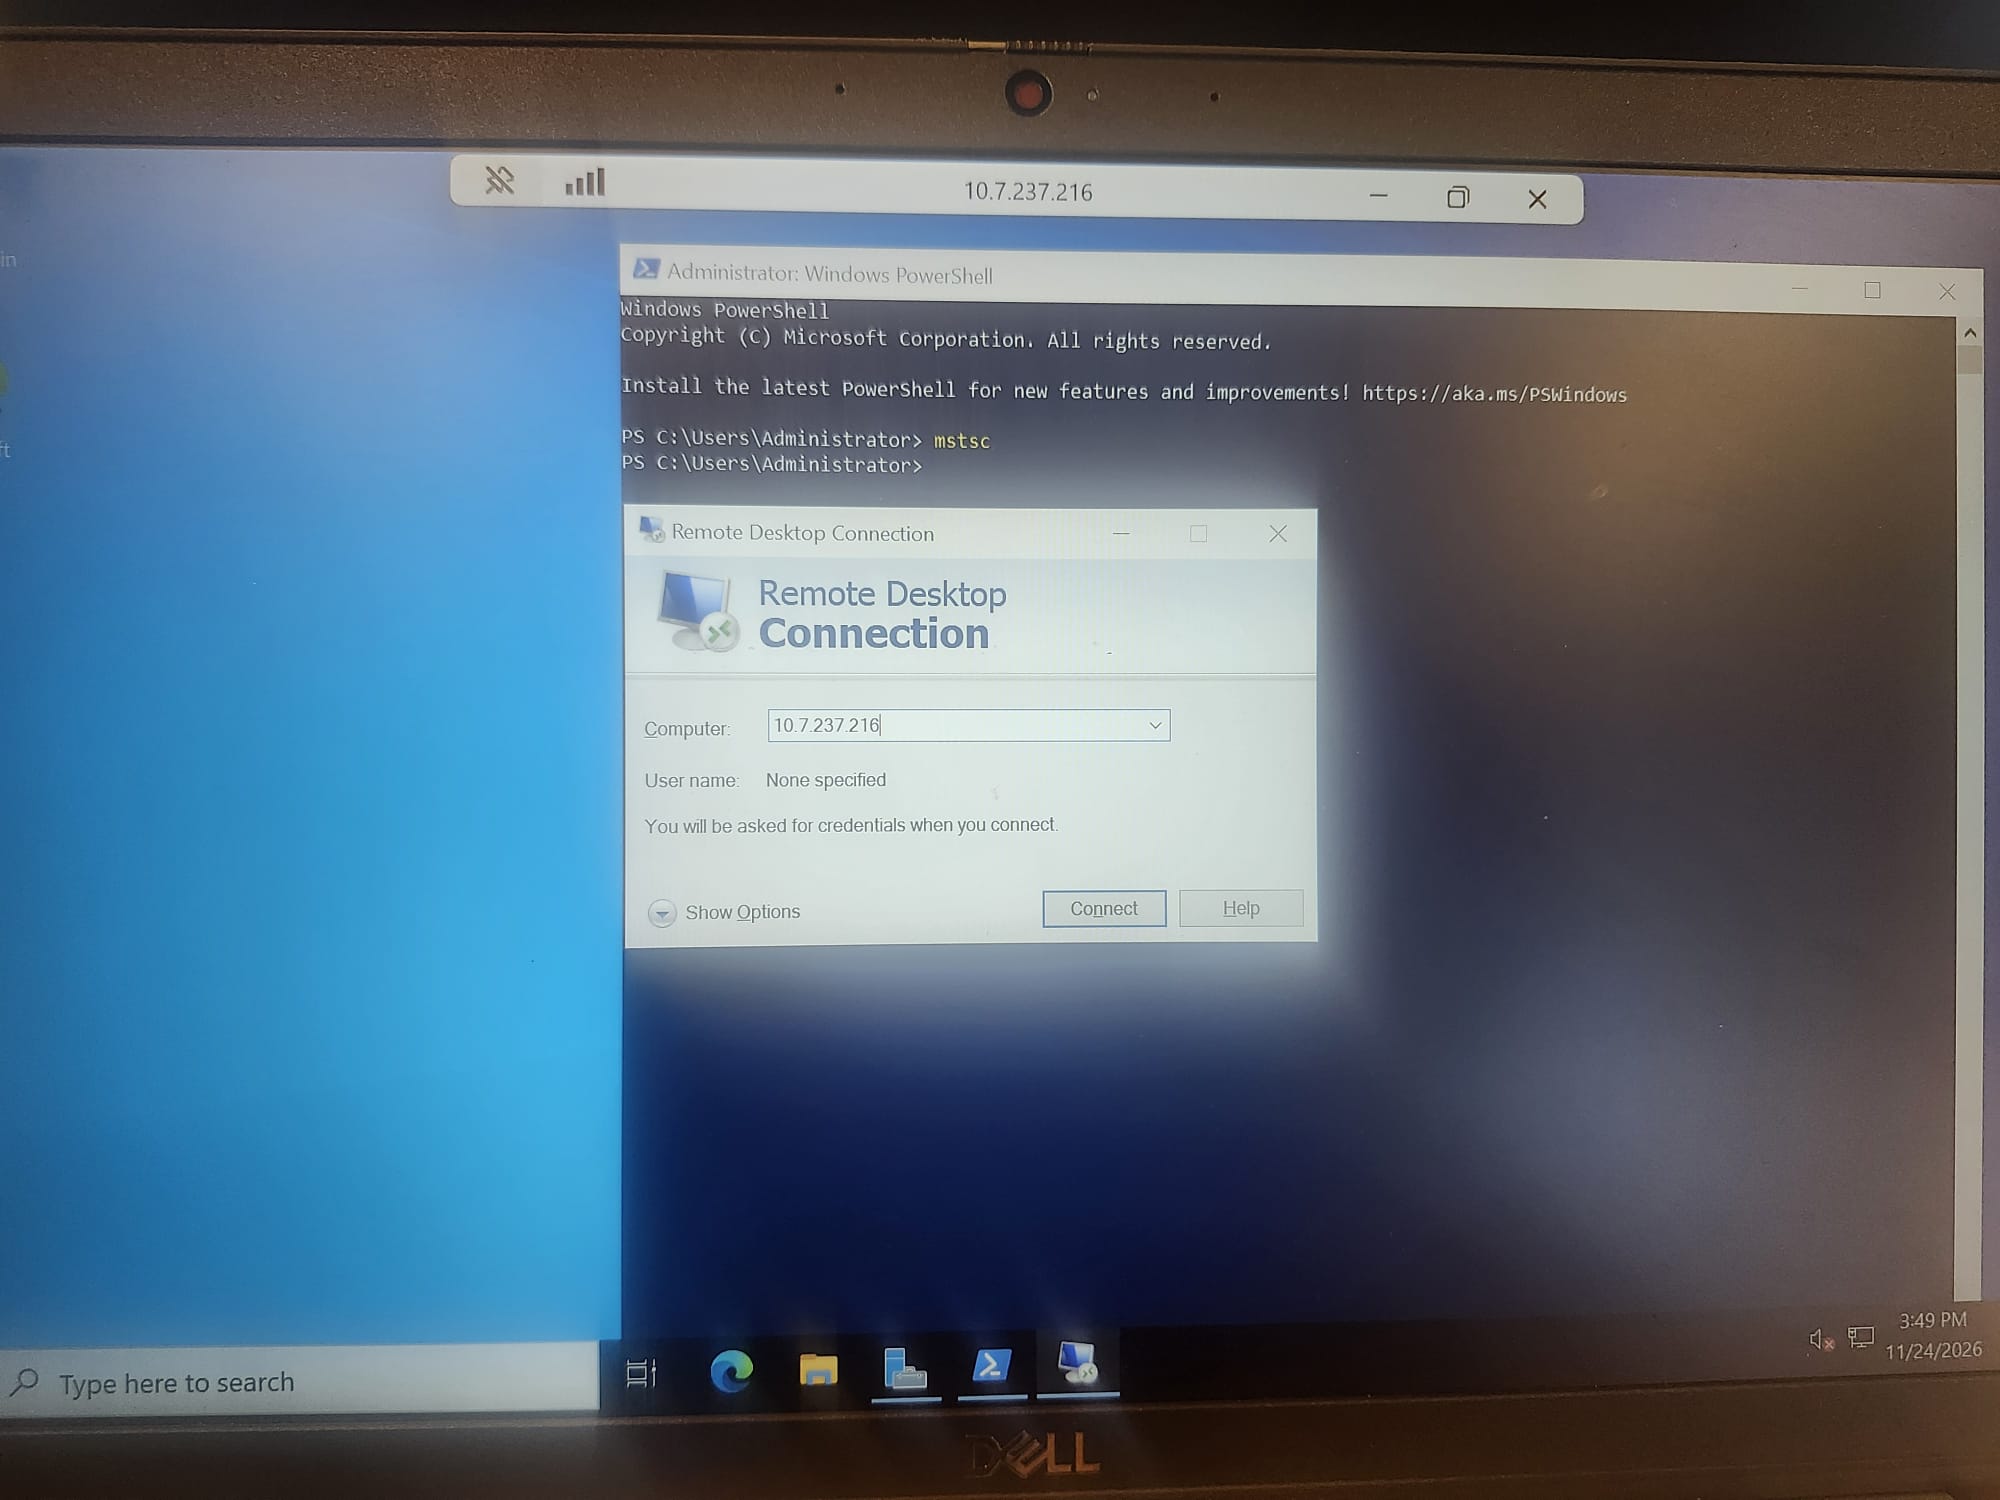 10.7.237.216
in
ft
Administrator: Windows PowerShell
Windows PowerShell
Copyright (C) Microsoft Corporation. All rights reserved.
Install the latest PowerShell for new features and improvements! https://aka.ms/PSWindows
PS C:\Users\Administrator> mstsc
PS C:\Users\Administrator>
Remote Desktop Connection
Remote Desktop
Connection
Computer: 10.7.237.216
User name: None specified
You will be asked for credentials when you connect.
Show Options
Connect
Help
Type here to search
3:49 PM
11/24/2026
DELL